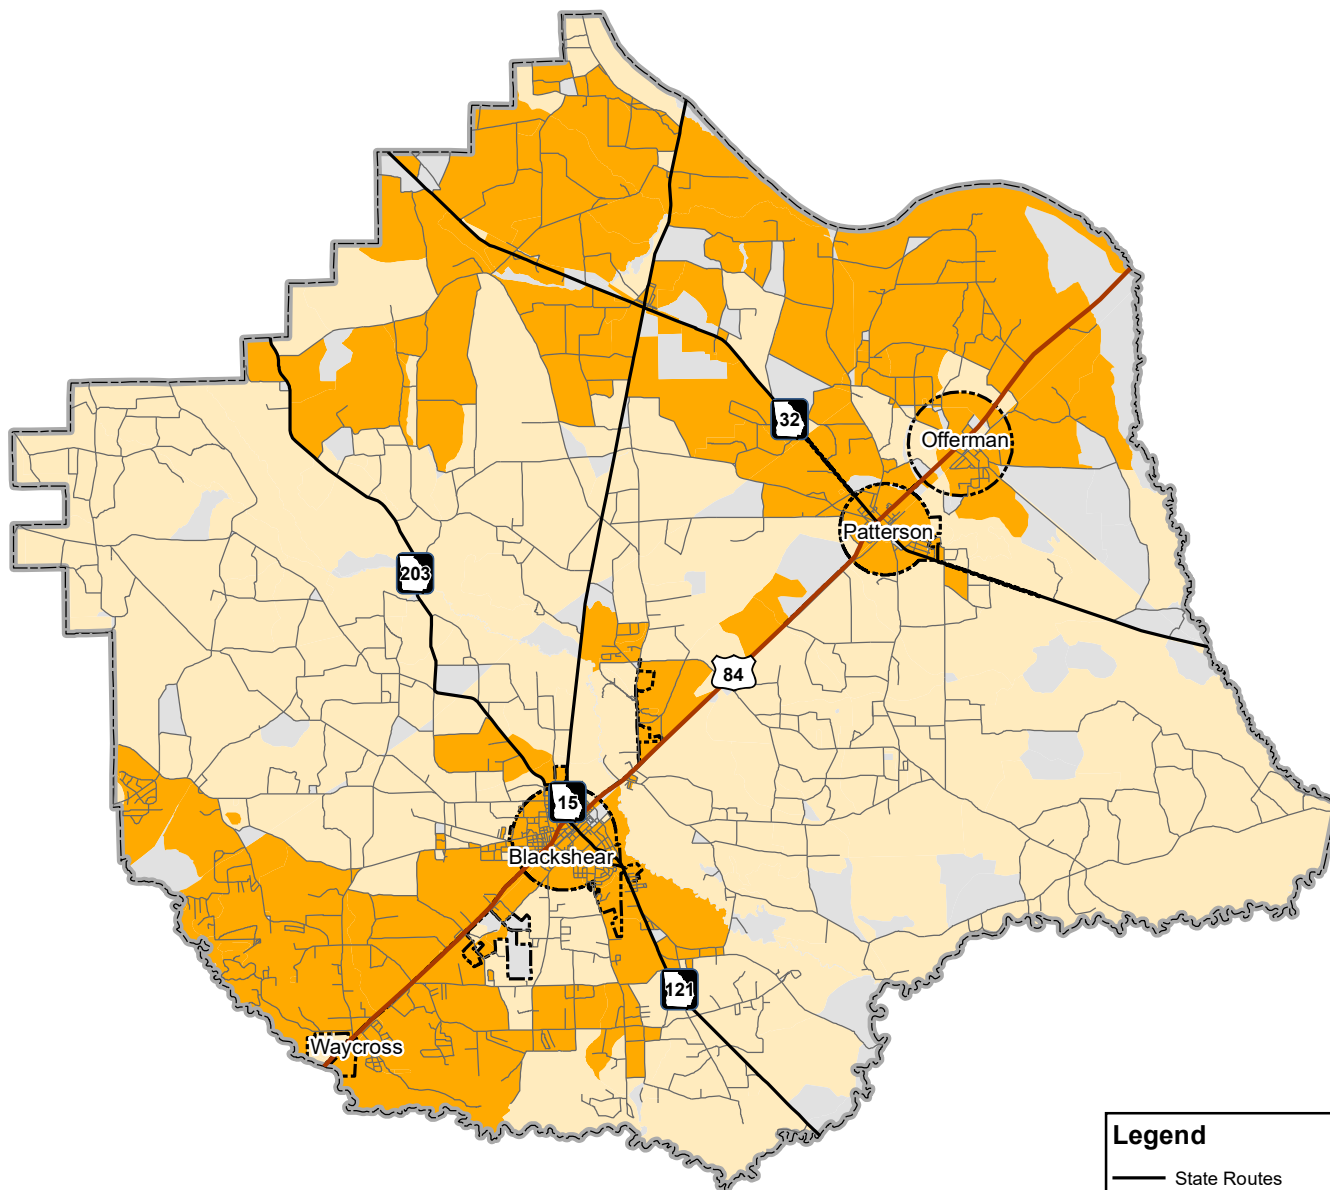 32
Offerman
Patterson
203
84
15
Blackshear
121
Waycross
Legend
State Routes